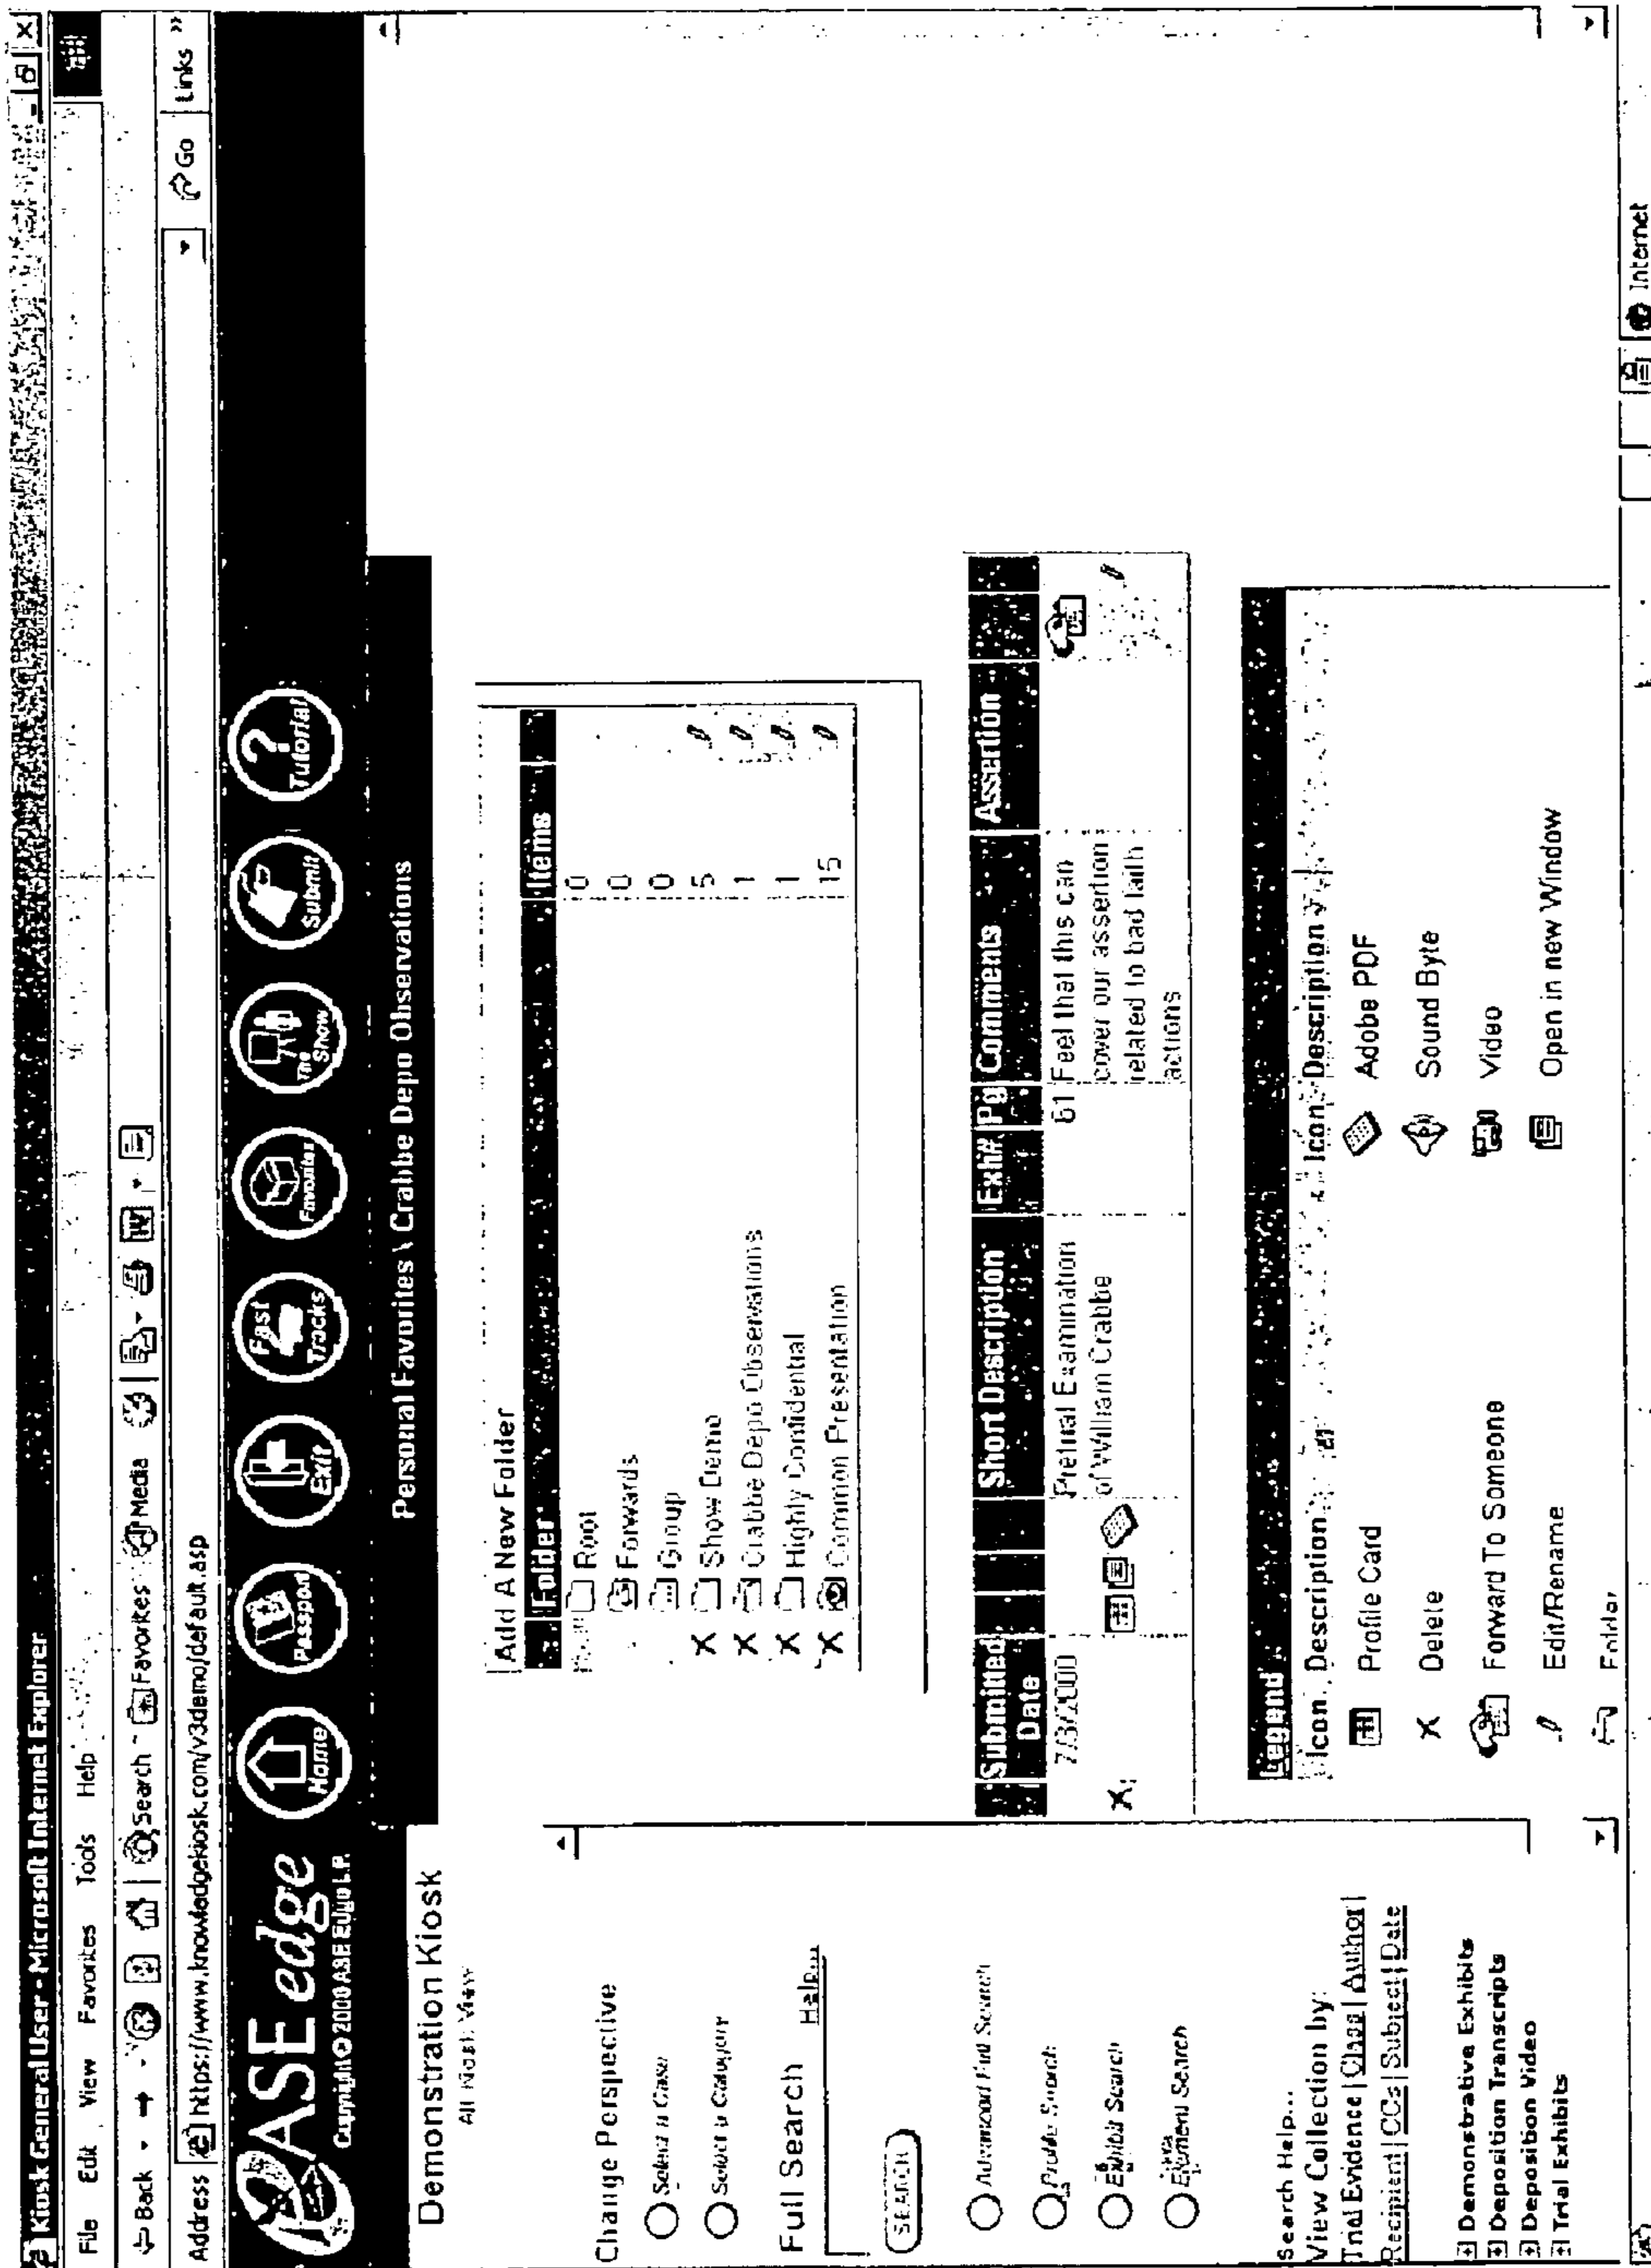 Kiosk General User - Microsoft Internet Explorer
File Edit View Favorites Tools Help
Back Search Favorites Media
Address https://www.knowledgekiosk.com/v3demo/default.asp Go Links »
ASE edge
Copyright © 2000 ASE Edge L.P.
Home
Passport
Exit
Fast Tracks
Favorites
The Show
Submit
? Tutorial
Demonstration Kiosk
Personal Favorites \ Crabbe Depo Observations
Change Perspective
Select a Case
Select a Category
Full Search Help...
SEARCH
Advanced Full Search
Profile Search
Exhibit Search
Element Search
Search Help...
View Collection by:
Trial Evidence | Class | Author |
Recipient | CCs | Subject | Date
Demonstrative Exhibits
Deposition Transcripts
Deposition Video
Trial Exhibits
Add A New Folder
Folder Items
Root 0
Forwards 0
Group 0
X Show Demo 5
X Crabbe Depo Observations 1
X Highly Confidential 1
X Common Presentation 15
Submitted Date Short Description Exh# Pg Comments Assertion
X 7/3/2000 Pretrial Examination of William Crabbe 61 Feel that this can
cover our assertion
related to bad faith
actions
Legend
Icon Description Icon Description
Profile Card Adobe PDF
X Delete Sound Byte
Forward To Someone Video
Edit/Rename Open in new Window
Folder
Internet